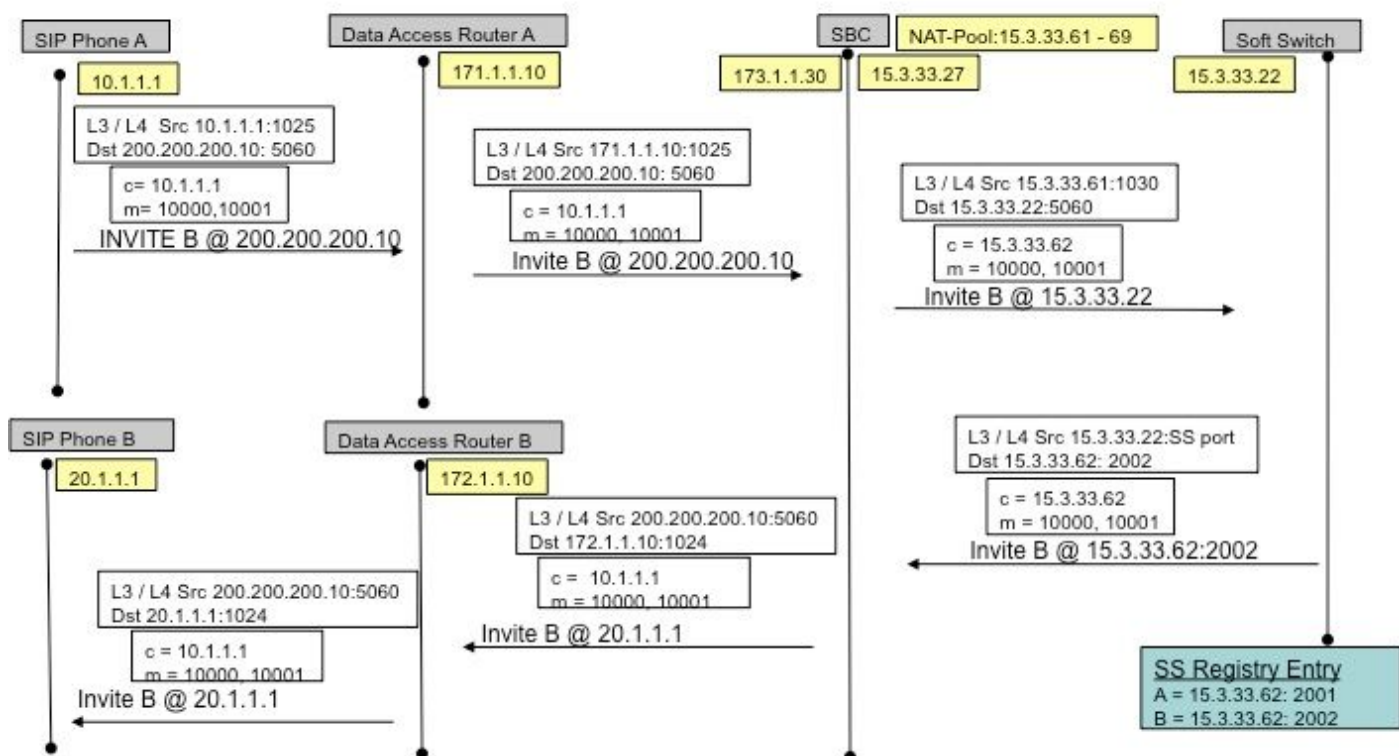 SIP Phone A
Data Access Router A
SBC
NAT-Pool:15.3.33.61 - 69
Soft Switch
10.1.1.1
171.1.1.10
173.1.1.30
15.3.33.27
15.3.33.22
L3 / L4 Src 10.1.1.1:1025
Dst 200.200.200.10: 5060
c= 10.1.1.1
m= 10000,10001
INVITE B @ 200.200.200.10
L3 / L4 Src 171.1.1.10:1025
Dst 200.200.200.10: 5060
c = 10.1.1.1
m = 10000, 10001
Invite B @ 200.200.200.10
L3 / L4 Src 15.3.33.61:1030
Dst 15.3.33.22:5060
c = 15.3.33.62
m = 10000, 10001
Invite B @ 15.3.33.22
SIP Phone B
Data Access Router B
20.1.1.1
172.1.1.10
L3 / L4 Src 15.3.33.22:SS port
Dst 15.3.33.62: 2002
c = 15.3.33.62
m = 10000, 10001
Invite B @ 15.3.33.62:2002
L3 / L4 Src 200.200.200.10:5060
Dst 172.1.1.10:1024
c = 10.1.1.1
m = 10000, 10001
Invite B @ 20.1.1.1
L3 / L4 Src 200.200.200.10:5060
Dst 20.1.1.1:1024
c = 10.1.1.1
m = 10000, 10001
Invite B @ 20.1.1.1
SS Registry Entry
A = 15.3.33.62: 2001
B = 15.3.33.62: 2002